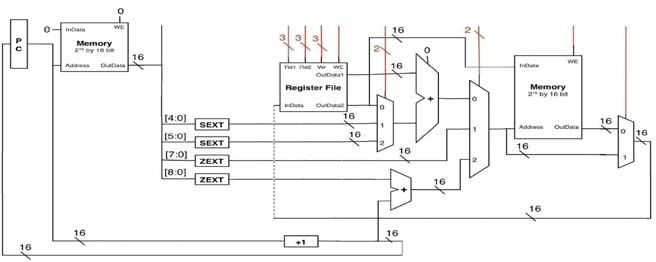 0
0
InData
WE
Memory
2¹⁶ by 16 bit
Address
OutData
16
P
C
3
3
3
2
16
2
Rd1
Rd2
Wr
WC
OutData1
Register File
InData
OutData2
16
0
+
[4:0]
SEXT
16
[5:0]
SEXT
16
[7:0]
ZEXT
16
[8:0]
ZEXT
0
1
2
+
16
0
1
2
InData
WE
Memory
2¹⁶ by 16 bit
Address
OutData
16
16
0
1
16
16
16
+1
16
16